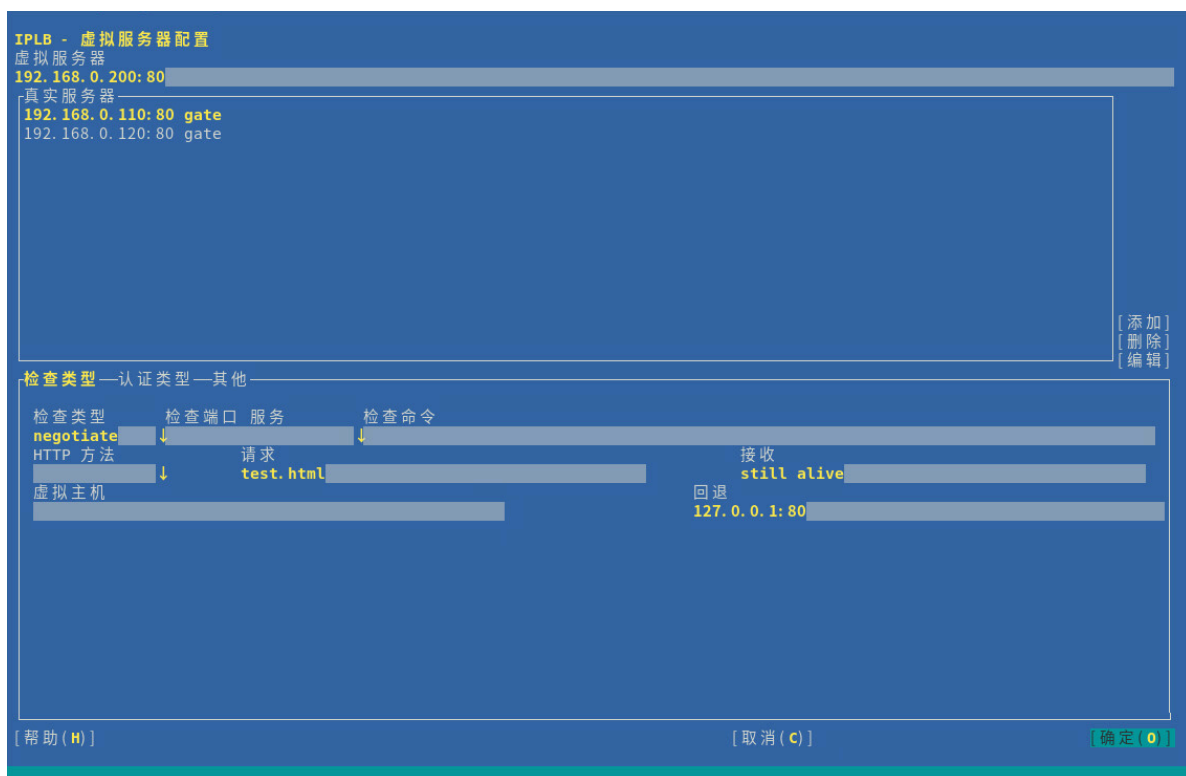 IPLB - 虚拟服务器配置
虚拟服务器
192.168.0.200:80
真实服务器
192.168.0.110:80 gate
192.168.0.120:80 gate
[添加]
[删除]
[编辑]
检查类型 认证类型 其他
检查类型 检查端口 服务 检查命令
negotiate ↓ ↓
HTTP 方法 请求 接收
↓ test.html still alive
虚拟主机 回退
127.0.0.1:80
[帮助(H)] [取消(C)] [确定(O)]